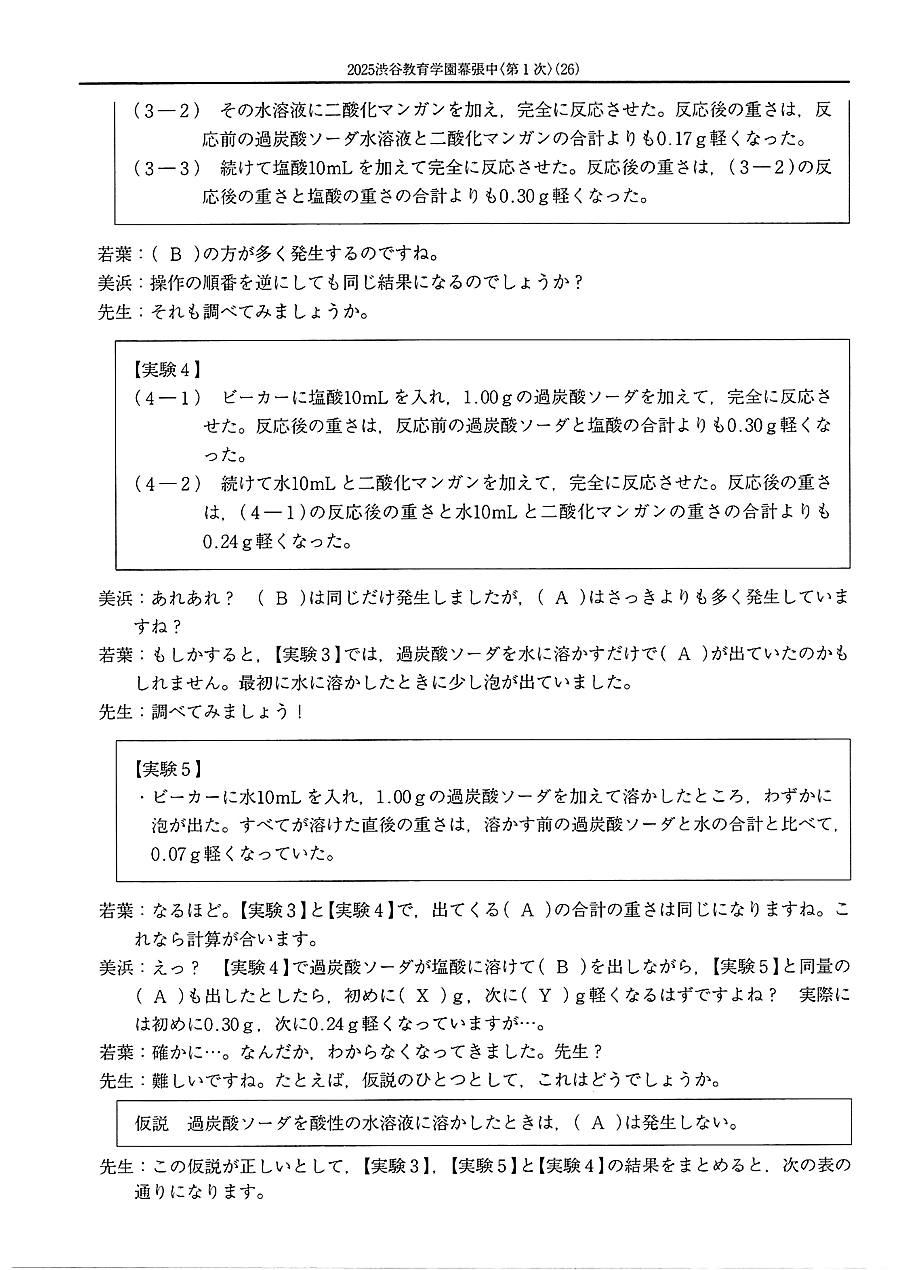 2025渋谷教育学園幕張中〈第1次〉(26)
(3―2) その水溶液に二酸化マンガンを加え,完全に反応させた。反応後の重さは,反
応前の過炭酸ソーダ水溶液と二酸化マンガンの合計よりも0.17g軽くなった。
(3―3) 続けて塩酸10mLを加えて完全に反応させた。反応後の重さは,(3―2)の反
応後の重さと塩酸の重さの合計よりも0.30g軽くなった。
若葉:( B )の方が多く発生するのですね。
美浜:操作の順番を逆にしても同じ結果になるのでしょうか?
先生:それも調べてみましょうか。
【実験4】
(4―1) ビーカーに塩酸10mLを入れ,1.00gの過炭酸ソーダを加えて,完全に反応さ
せた。反応後の重さは,反応前の過炭酸ソーダと塩酸の合計よりも0.30g軽くな
った。
(4―2) 続けて水10mLと二酸化マンガンを加えて,完全に反応させた。反応後の重さ
は,(4―1)の反応後の重さと水10mLと二酸化マンガンの重さの合計よりも
0.24g軽くなった。
美浜:あれあれ? ( B )は同じだけ発生しましたが,( A )はさっきよりも多く発生していま
すね?
若葉:もしかすると,【実験3】では,過炭酸ソーダを水に溶かすだけで( A )が出ていたのかも
しれません。最初に水に溶かしたときに少し泡が出ていました。
先生:調べてみましょう!
【実験5】
・ビーカーに水10mLを入れ,1.00gの過炭酸ソーダを加えて溶かしたところ,わずかに
泡が出た。すべてが溶けた直後の重さは,溶かす前の過炭酸ソーダと水の合計と比べて,
0.07g軽くなっていた。
若葉:なるほど。【実験3】と【実験4】で,出てくる( A )の合計の重さは同じになりますね。こ
れなら計算が合います。
美浜:えっ? 【実験4】で過炭酸ソーダが塩酸に溶けて( B )を出しながら,【実験5】と同量の
( A )も出したとしたら,初めに( X )g,次に( Y )g軽くなるはずですよね? 実際に
は初めに0.30g,次に0.24g軽くなっていますが…。
若葉:確かに…。なんだか,わからなくなってきました。先生?
先生:難しいですね。たとえば,仮説のひとつとして,これはどうでしょうか。
仮説 過炭酸ソーダを酸性の水溶液に溶かしたときは,( A )は発生しない。
先生:この仮説が正しいとして,【実験3】,【実験5】と【実験4】の結果をまとめると,次の表の
通りになります。